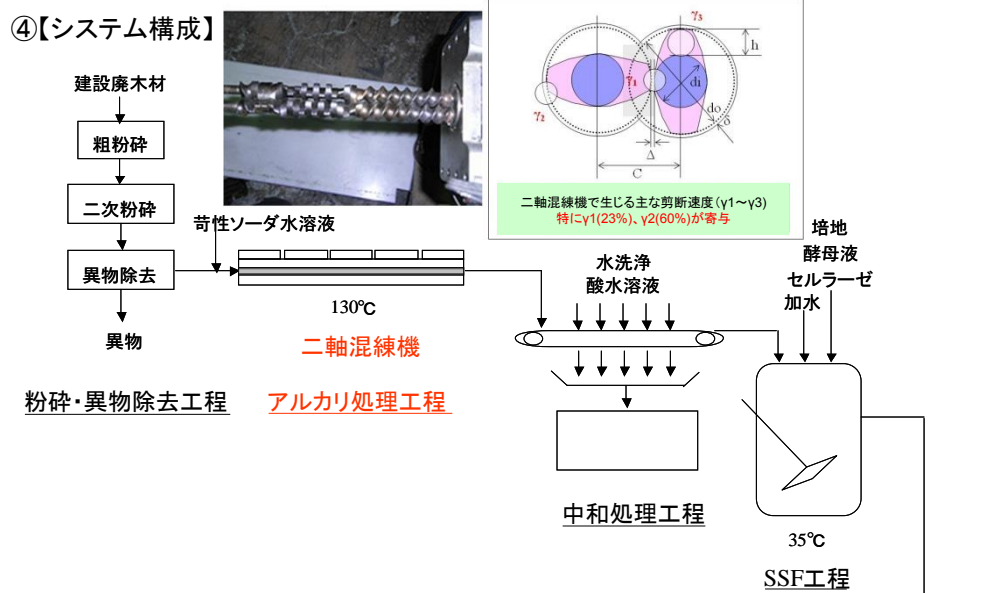 ④【システム構成】
建設廃木材
粗粉砕
二次粉砕
異物除去
異物
苛性ソーダ水溶液
130℃
二軸混練機
粉砕・異物除去工程
アルカリ処理工程
γ3
h
γ1
di
γ2
do
δ
Δ
C
二軸混練機で生じる主な剪断速度(γ1～γ3)
特にγ1(23%)、γ2(60%)が寄与
水洗浄
酸水溶液
中和処理工程
培地
酵母液
セルラーゼ
加水
35℃
SSF工程